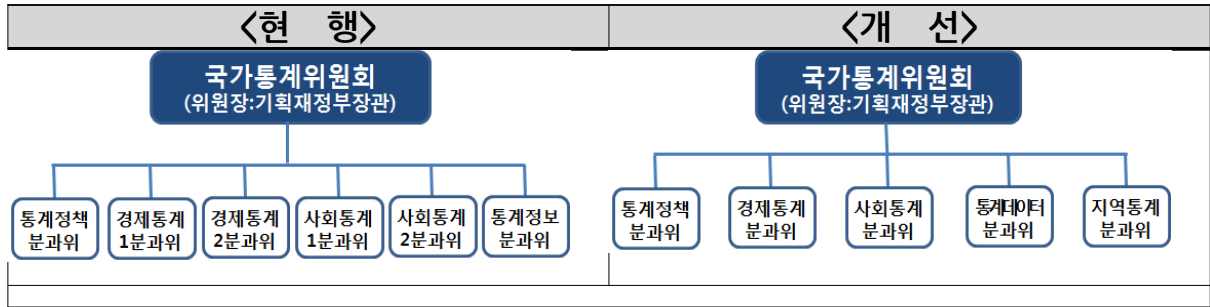 <현 행>
<개 선>
국가통계위원회
(위원장:기획재정부장관)
통계정책
분과위
경제통계
1분과위
경제통계
2분과위
사회통계
1분과위
사회통계
2분과위
통계정보
분과위
국가통계위원회
(위원장:기획재정부장관)
통계정책
분과위
경제통계
분과위
사회통계
분과위
통계데이터
분과위
지역통계
분과위